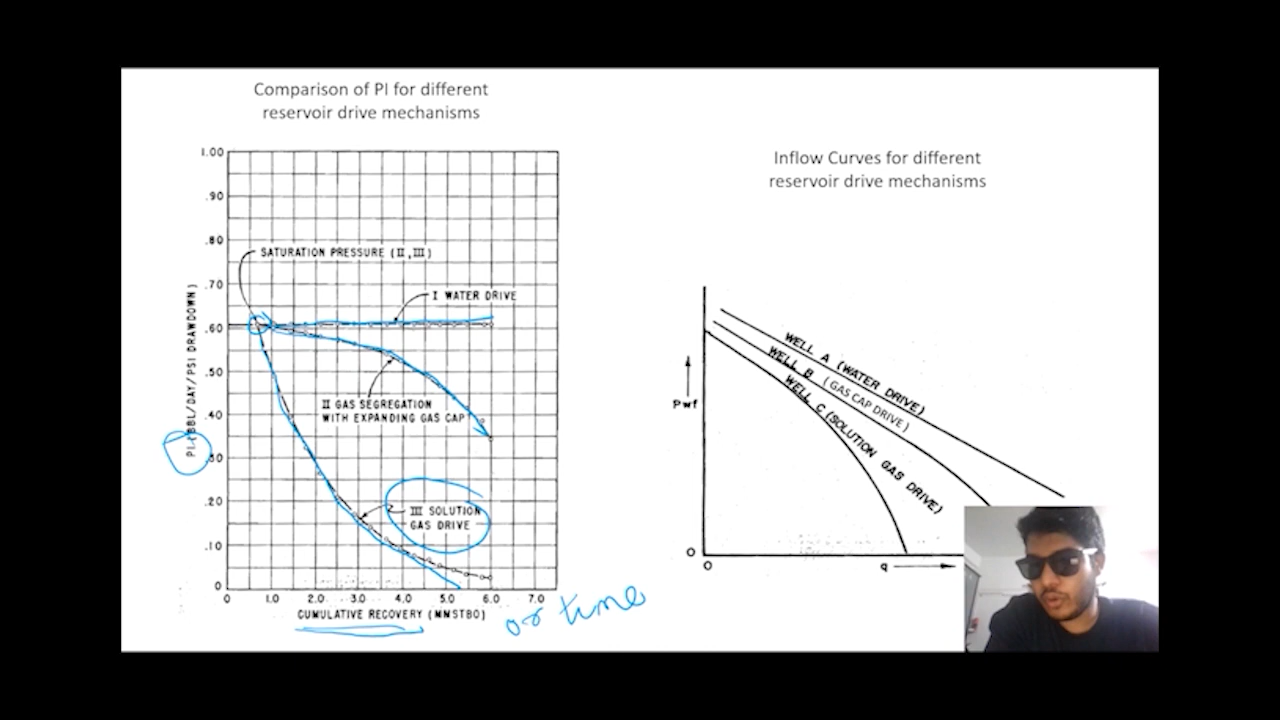 Comparison of PI for different
reservoir drive mechanisms
1.00
.90
.80
SATURATION PRESSURE (II, III)
.70
I WATER DRIVE
.60
.50
II GAS SEGREGATION
WITH EXPANDING GAS CAP
.40
.30
.20
III SOLUTION
GAS DRIVE
.10
0
PI (BBL/DAY/PSI DRAWDOWN)
0 1.0 2.0 3.0 4.0 5.0 6.0 7.0
CUMULATIVE RECOVERY (MMSTBO)
or time
Inflow Curves for different
reservoir drive mechanisms
WELL A (WATER DRIVE)
WELL B (GAS CAP DRIVE)
WELL C (SOLUTION GAS DRIVE)
Pwf
0
0
q